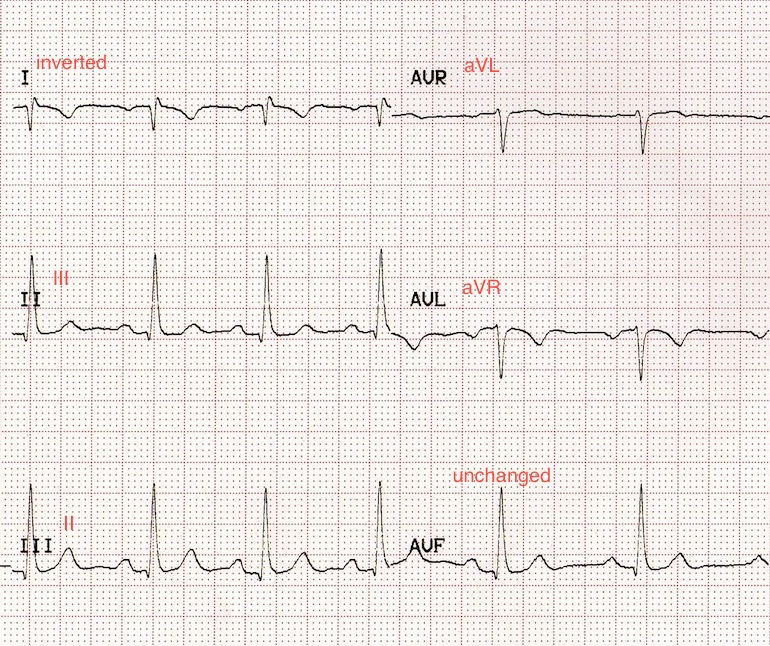 inverted
I
aVL
AUR
III
II
aVR
AUL
unchanged
II
III
AUF